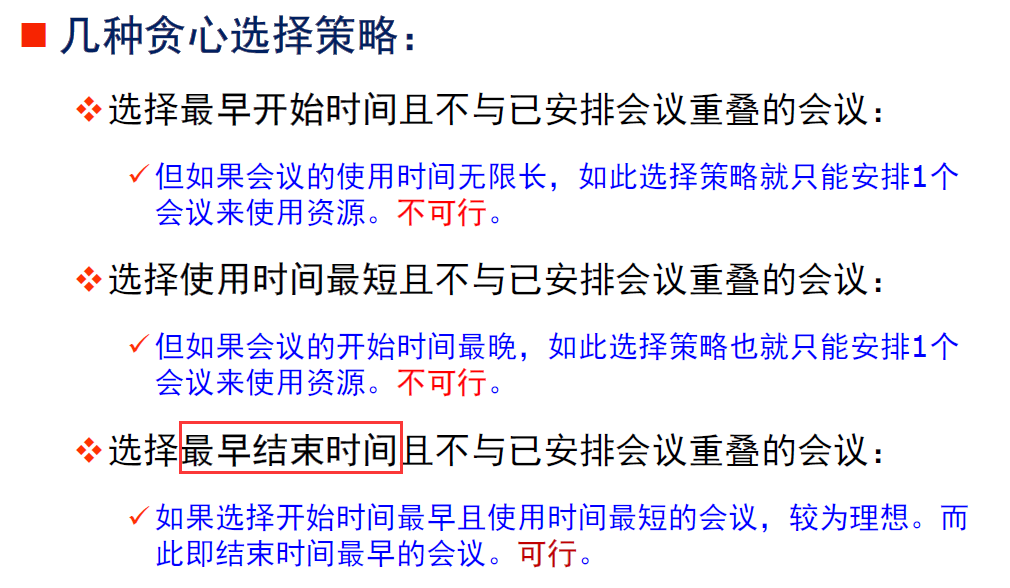 几种贪心选择策略：
选择最早开始时间且不与已安排会议重叠的会议：
但如果会议的使用时间无限长，如此选择策略就只能安排1个
会议来使用资源。不可行。
选择使用时间最短且不与已安排会议重叠的会议：
但如果会议的开始时间最晚，如此选择策略也就只能安排1个
会议来使用资源。不可行。
选择最早结束时间且不与已安排会议重叠的会议：
如果选择开始时间最早且使用时间最短的会议，较为理想。而
此即结束时间最早的会议。可行。